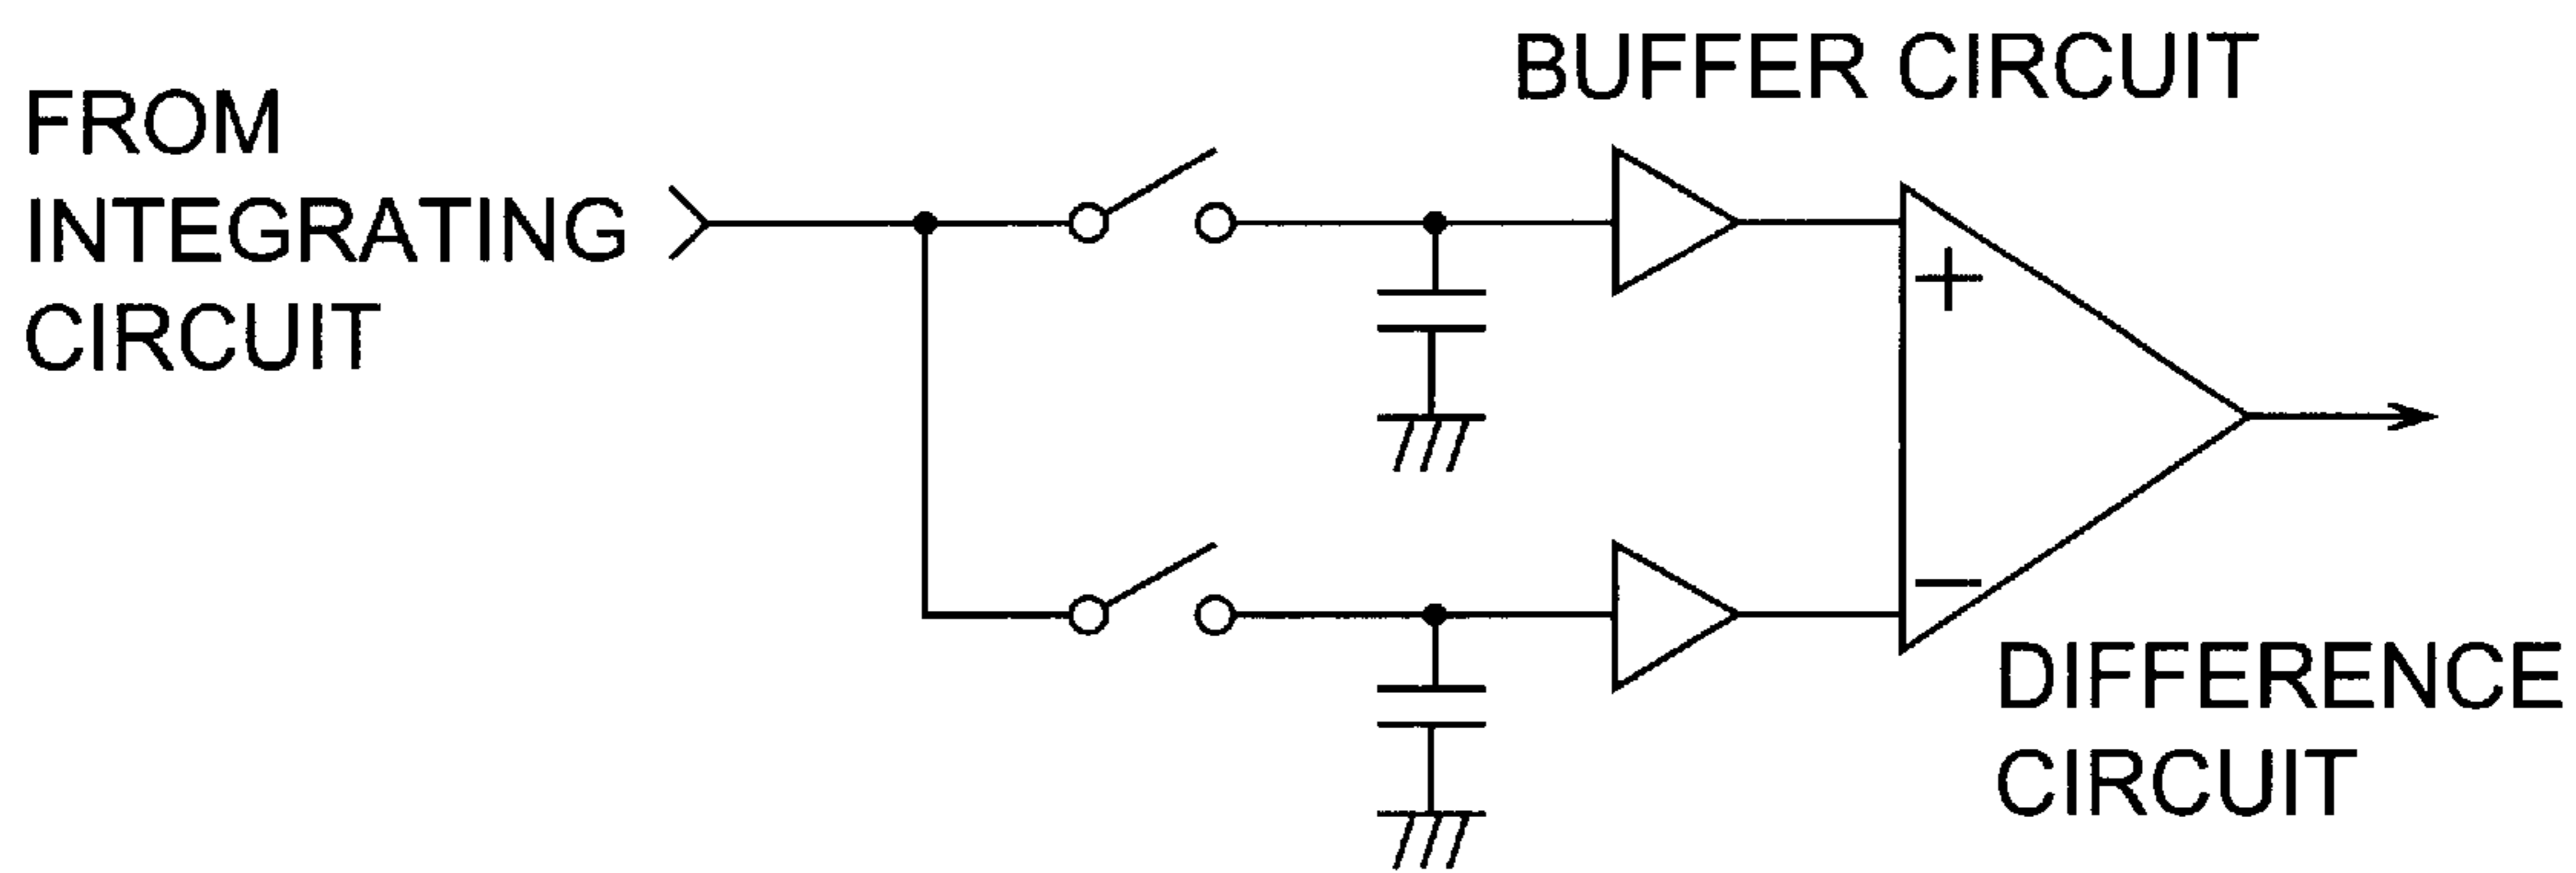 BUFFER CIRCUIT
FROM
INTEGRATING
CIRCUIT
+
−
DIFFERENCE
CIRCUIT